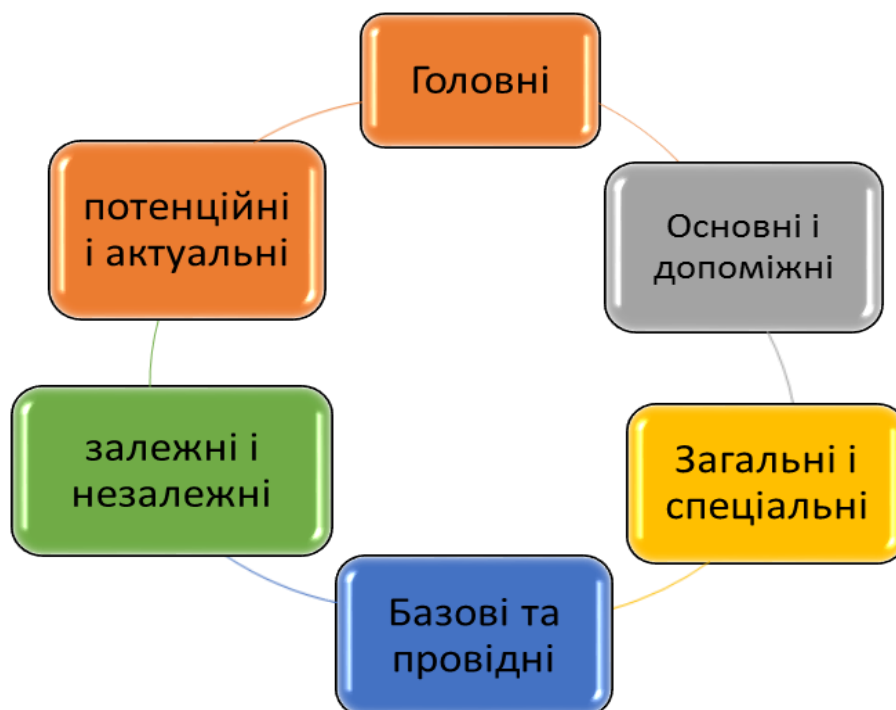 Головні
Основні і
допоміжні
Загальні і
спеціальні
Базові та
провідні
залежні і
незалежні
потенційні
і актуальні